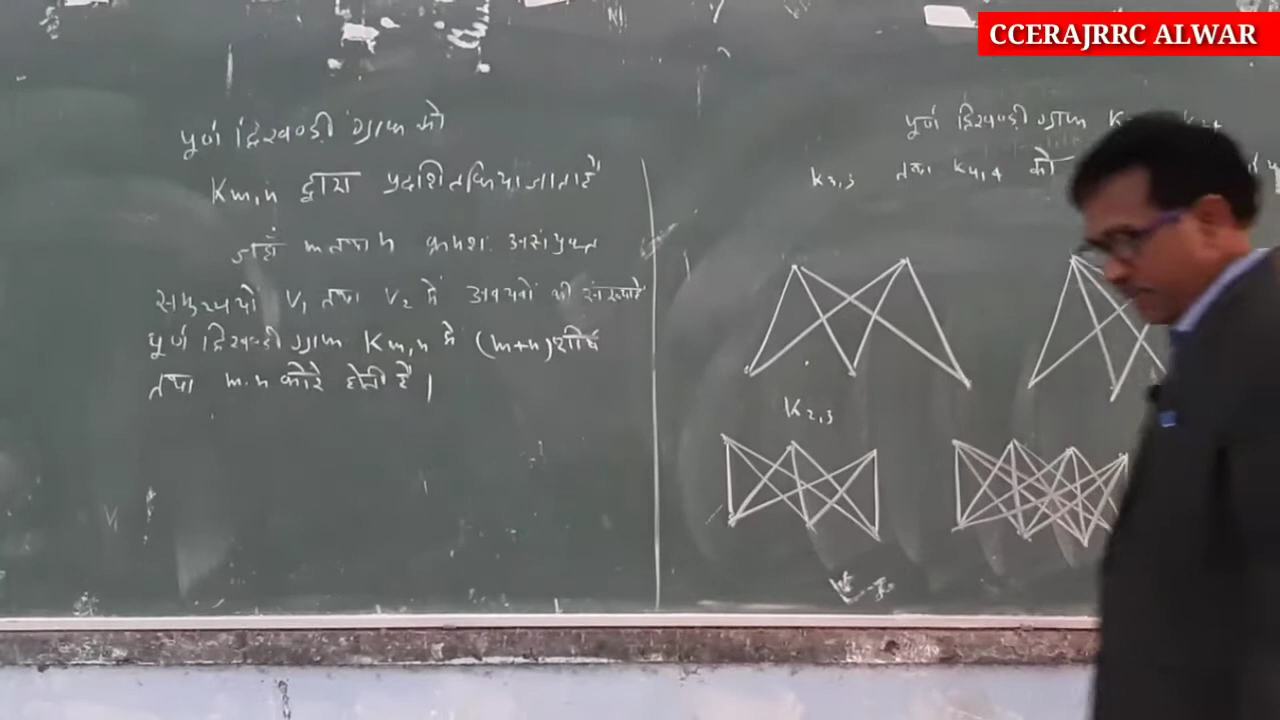 CCERAJRRC ALWAR
पूर्ण द्विखण्डी ग्राफ को
Km,n द्वारा प्रदर्शित किया जाता है
जहाँ m तथा n क्रमशः असंयुक्त
समुच्चयों V1 तथा V2 में अवयवों की संख्या है
पूर्ण द्विखण्डी ग्राफ Km,n में (m+n) शीर्ष
तथा m.n कोरे होती है।
V1
पूर्ण द्विखण्डी ग्राफ
K3,3 तथा K4,4 को
K2,3